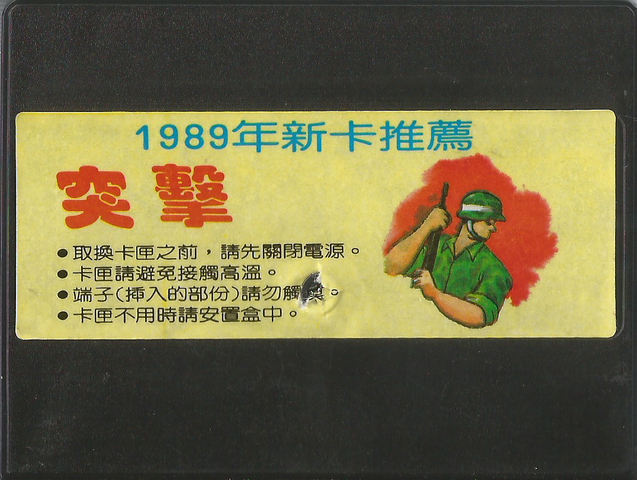 1989年新卡推薦
突擊
●取換卡匣之前，請先關閉電源。
●卡匣請避免接觸高溫。
●端子(挿入的部份)請勿觸。
●卡匣不用時請安置盒中。